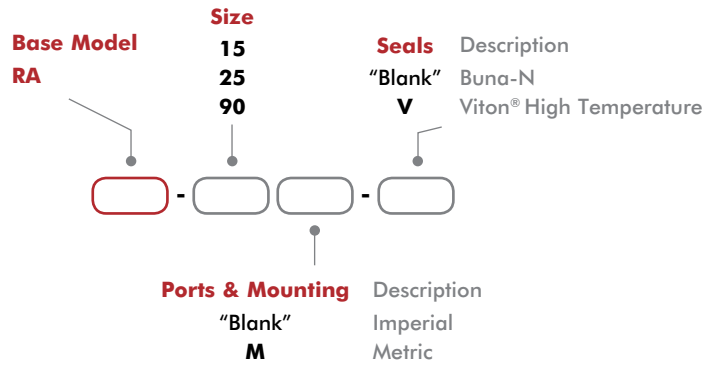 Size
Base Model 15 Seals Description
RA 25 “Blank” Buna-N
90 V Viton® High Temperature
- -
Ports & Mounting Description
“Blank” Imperial
M Metric